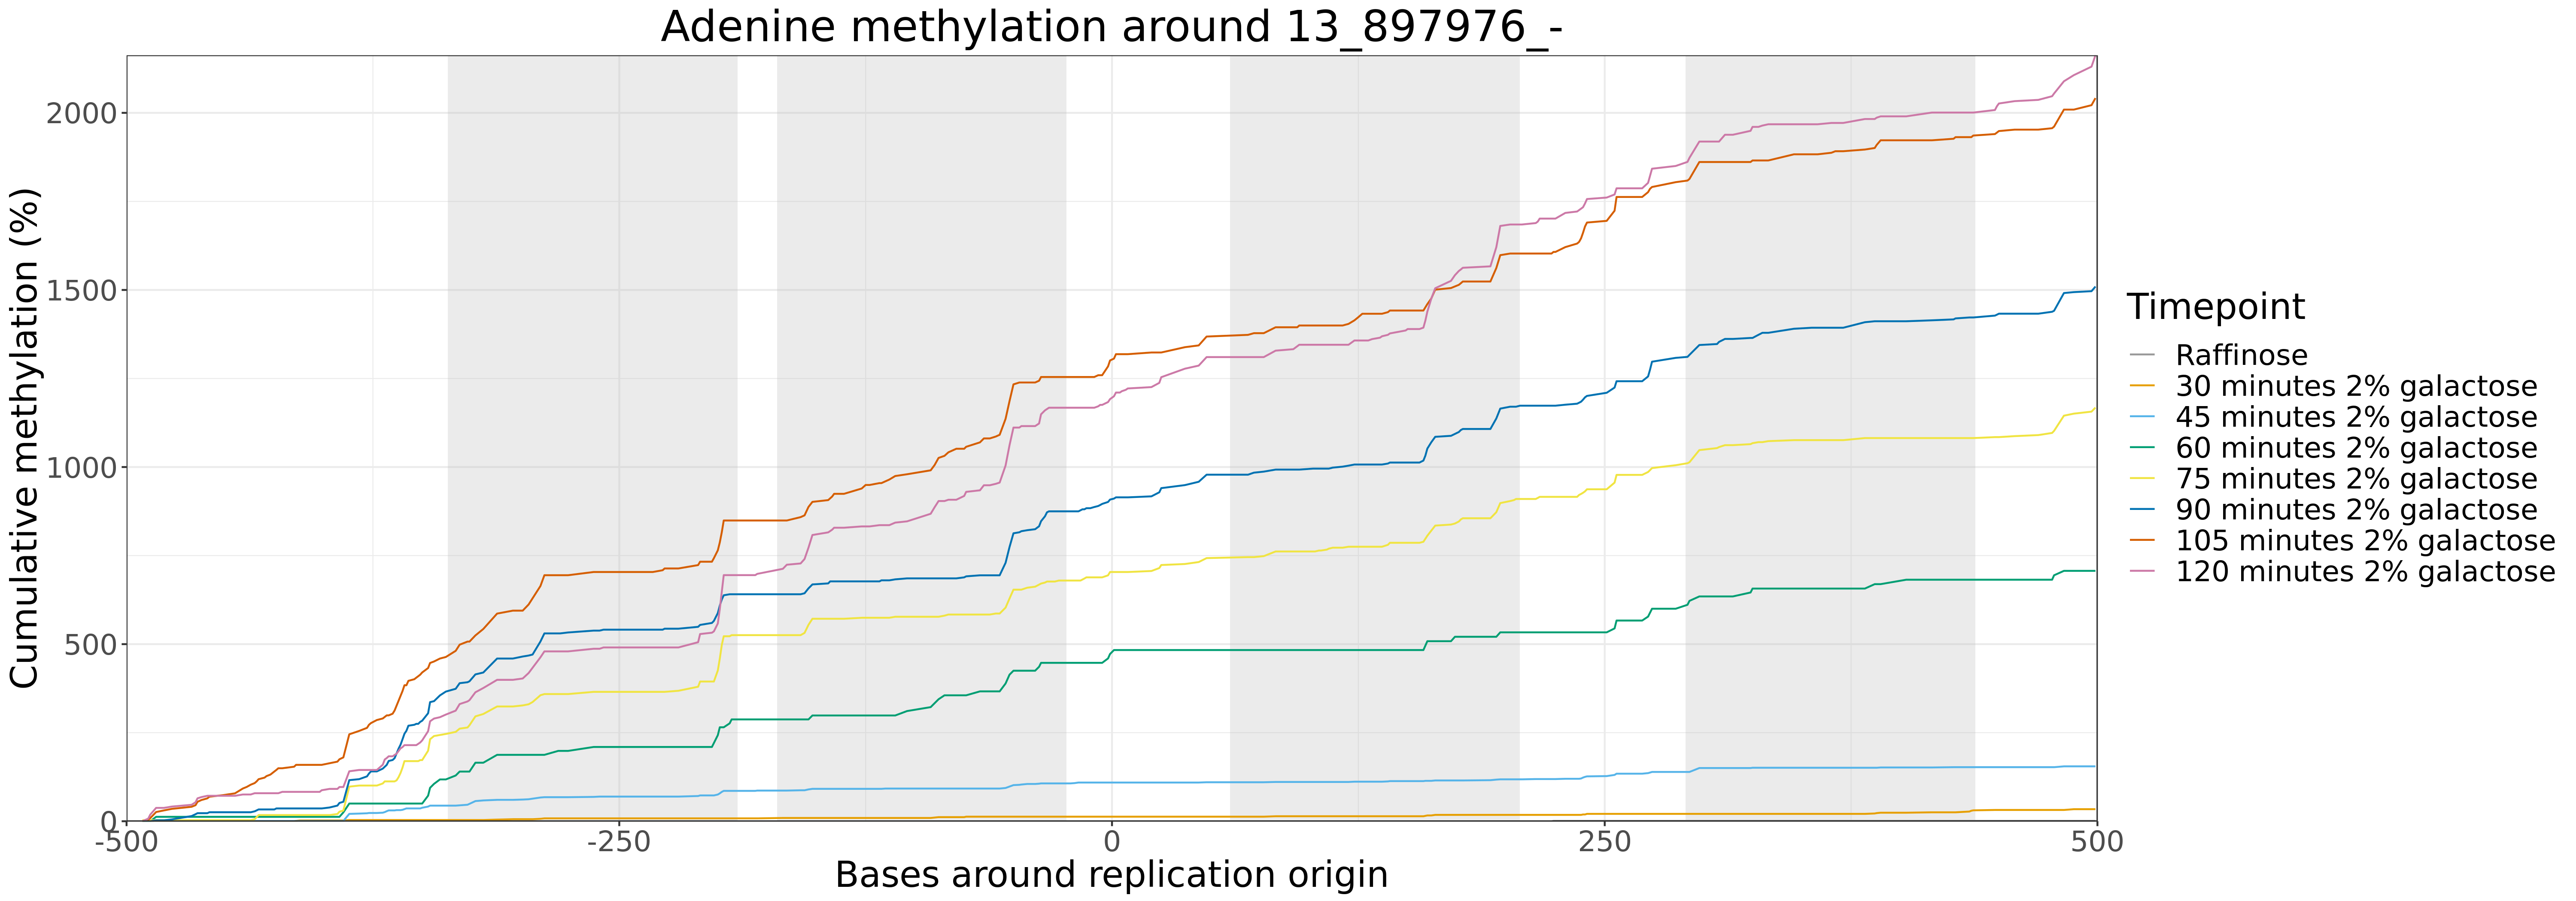 Adenine methylation around 13_897976_-
Cumulative methylation (%)
2000
1500
1000
500
0
-500
-250
0
250
500
Bases around replication origin
Timepoint
Raffinose
30 minutes 2% galactose
45 minutes 2% galactose
60 minutes 2% galactose
75 minutes 2% galactose
90 minutes 2% galactose
105 minutes 2% galactose
120 minutes 2% galactose